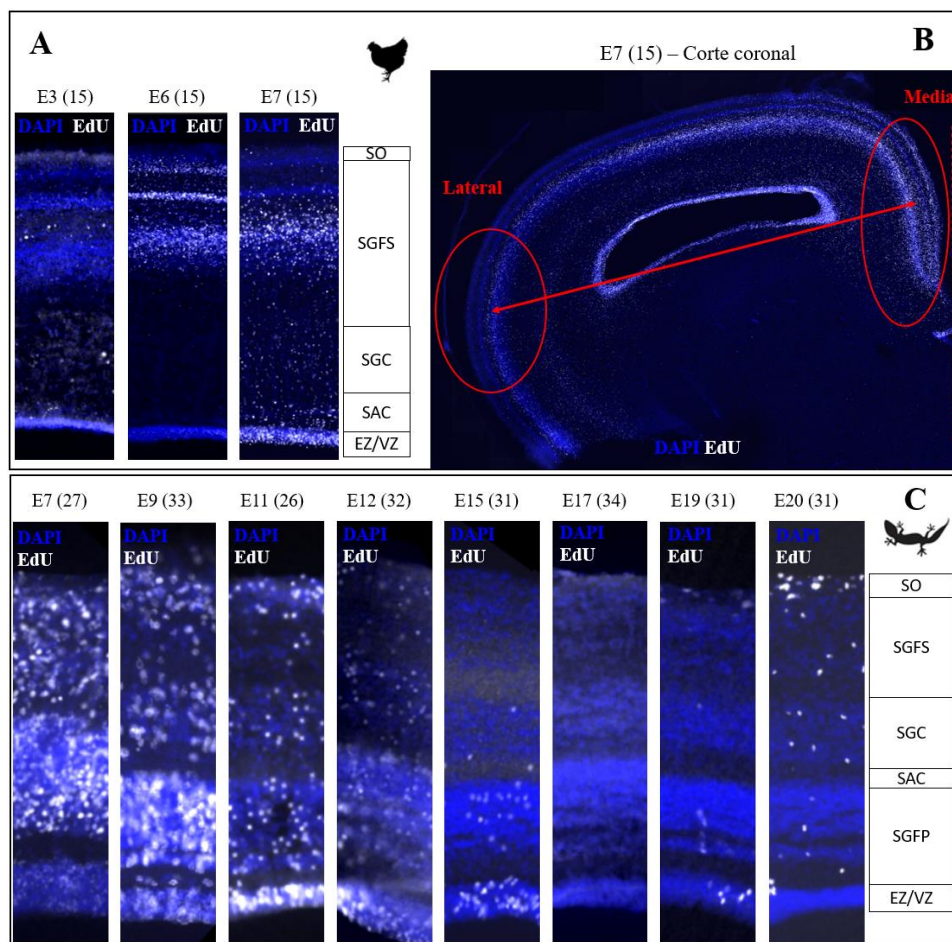 A
B
E7 (15) – Corte coronal
E3 (15) E6 (15) E7 (15)
DAPI EdU DAPI EdU DAPI EdU
SO
SGFS
SGC
SAC
EZ/VZ
Lateral
Media
DAPI EdU
C
E7 (27) E9 (33) E11 (26) E12 (32) E15 (31) E17 (34) E19 (31) E20 (31)
DAPI DAPI DAPI DAPI DAPI DAPI DAPI DAPI
EdU EdU EdU EdU EdU EdU EdU EdU
SO
SGFS
SGC
SAC
SGFP
EZ/VZ